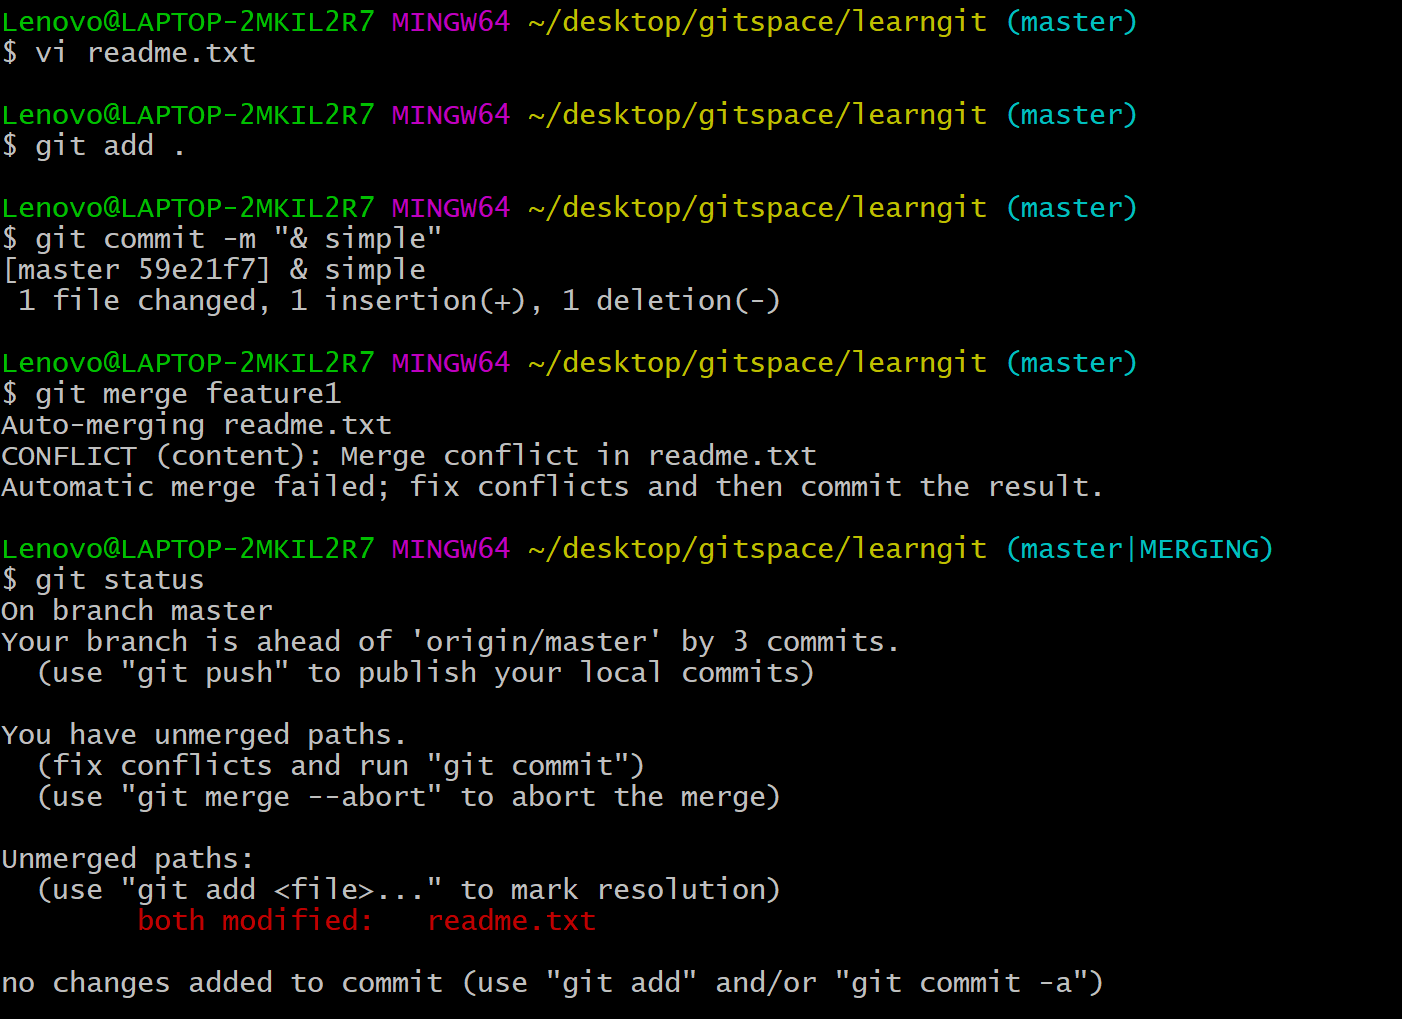 Lenovo@LAPTOP-2MKIL2R7 MINGW64 ~/desktop/gitspace/learngit (master)
$ vi readme.txt
Lenovo@LAPTOP-2MKIL2R7 MINGW64 ~/desktop/gitspace/learngit (master)
$ git add .
Lenovo@LAPTOP-2MKIL2R7 MINGW64 ~/desktop/gitspace/learngit (master)
$ git commit -m "& simple"
[master 59e21f7] & simple
 1 file changed, 1 insertion(+), 1 deletion(-)
Lenovo@LAPTOP-2MKIL2R7 MINGW64 ~/desktop/gitspace/learngit (master)
$ git merge feature1
Auto-merging readme.txt
CONFLICT (content): Merge conflict in readme.txt
Automatic merge failed; fix conflicts and then commit the result.
Lenovo@LAPTOP-2MKIL2R7 MINGW64 ~/desktop/gitspace/learngit (master|MERGING)
$ git status
On branch master
Your branch is ahead of 'origin/master' by 3 commits.
  (use "git push" to publish your local commits)
You have unmerged paths.
  (fix conflicts and run "git commit")
  (use "git merge --abort" to abort the merge)
Unmerged paths:
  (use "git add <file>..." to mark resolution)
        both modified:   readme.txt
no changes added to commit (use "git add" and/or "git commit -a")